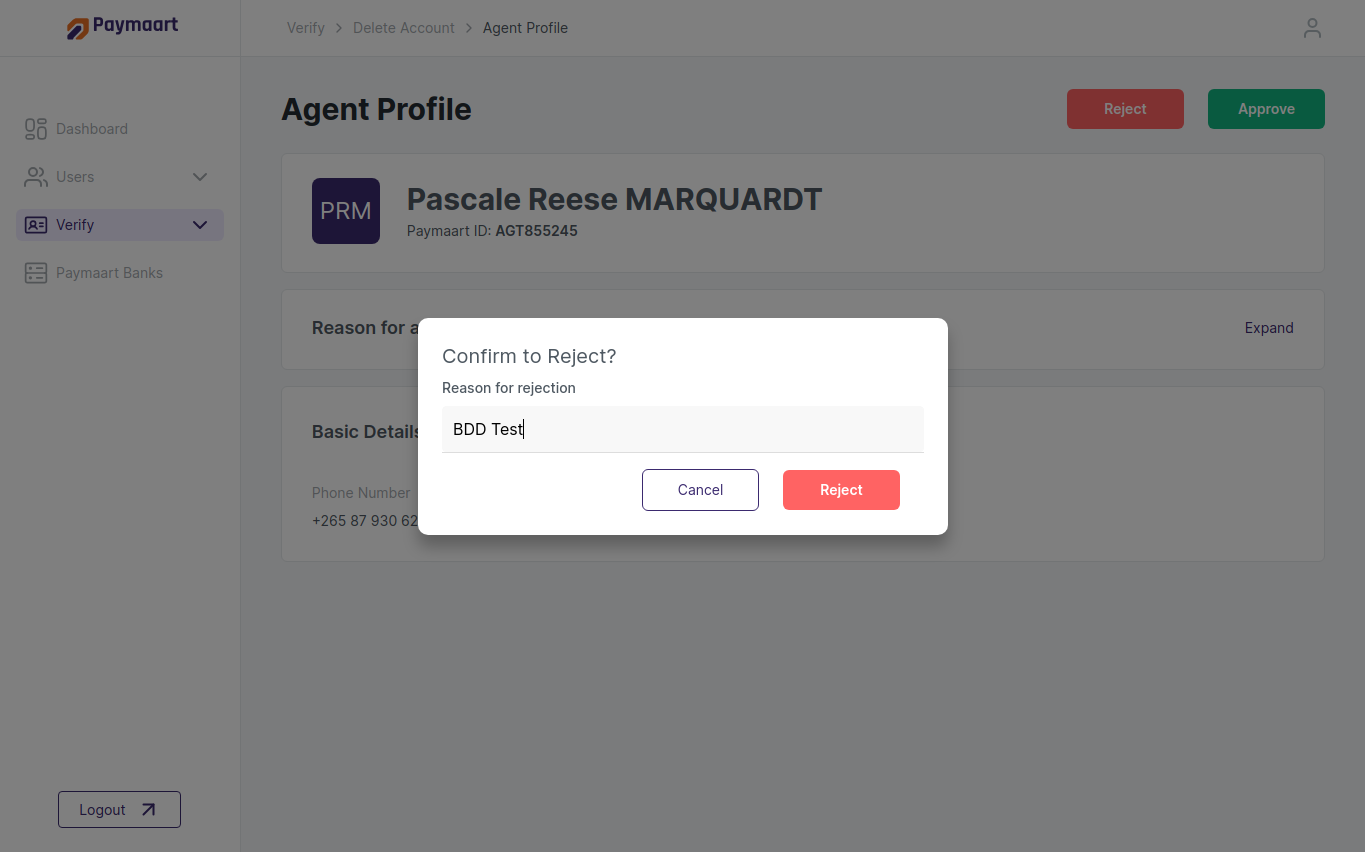 Paymaart
Verify > Delete Account > Agent Profile
Dashboard
Users
Verify
Paymaart Banks
Logout
Agent Profile
Reject
Approve
PRM
Pascale Reese MARQUARDT
Paymaart ID: AGT855245
Reason for a
Expand
Basic Details
Phone Number
+265 87 930 62
Confirm to Reject?
Reason for rejection
BDD Test
Cancel
Reject